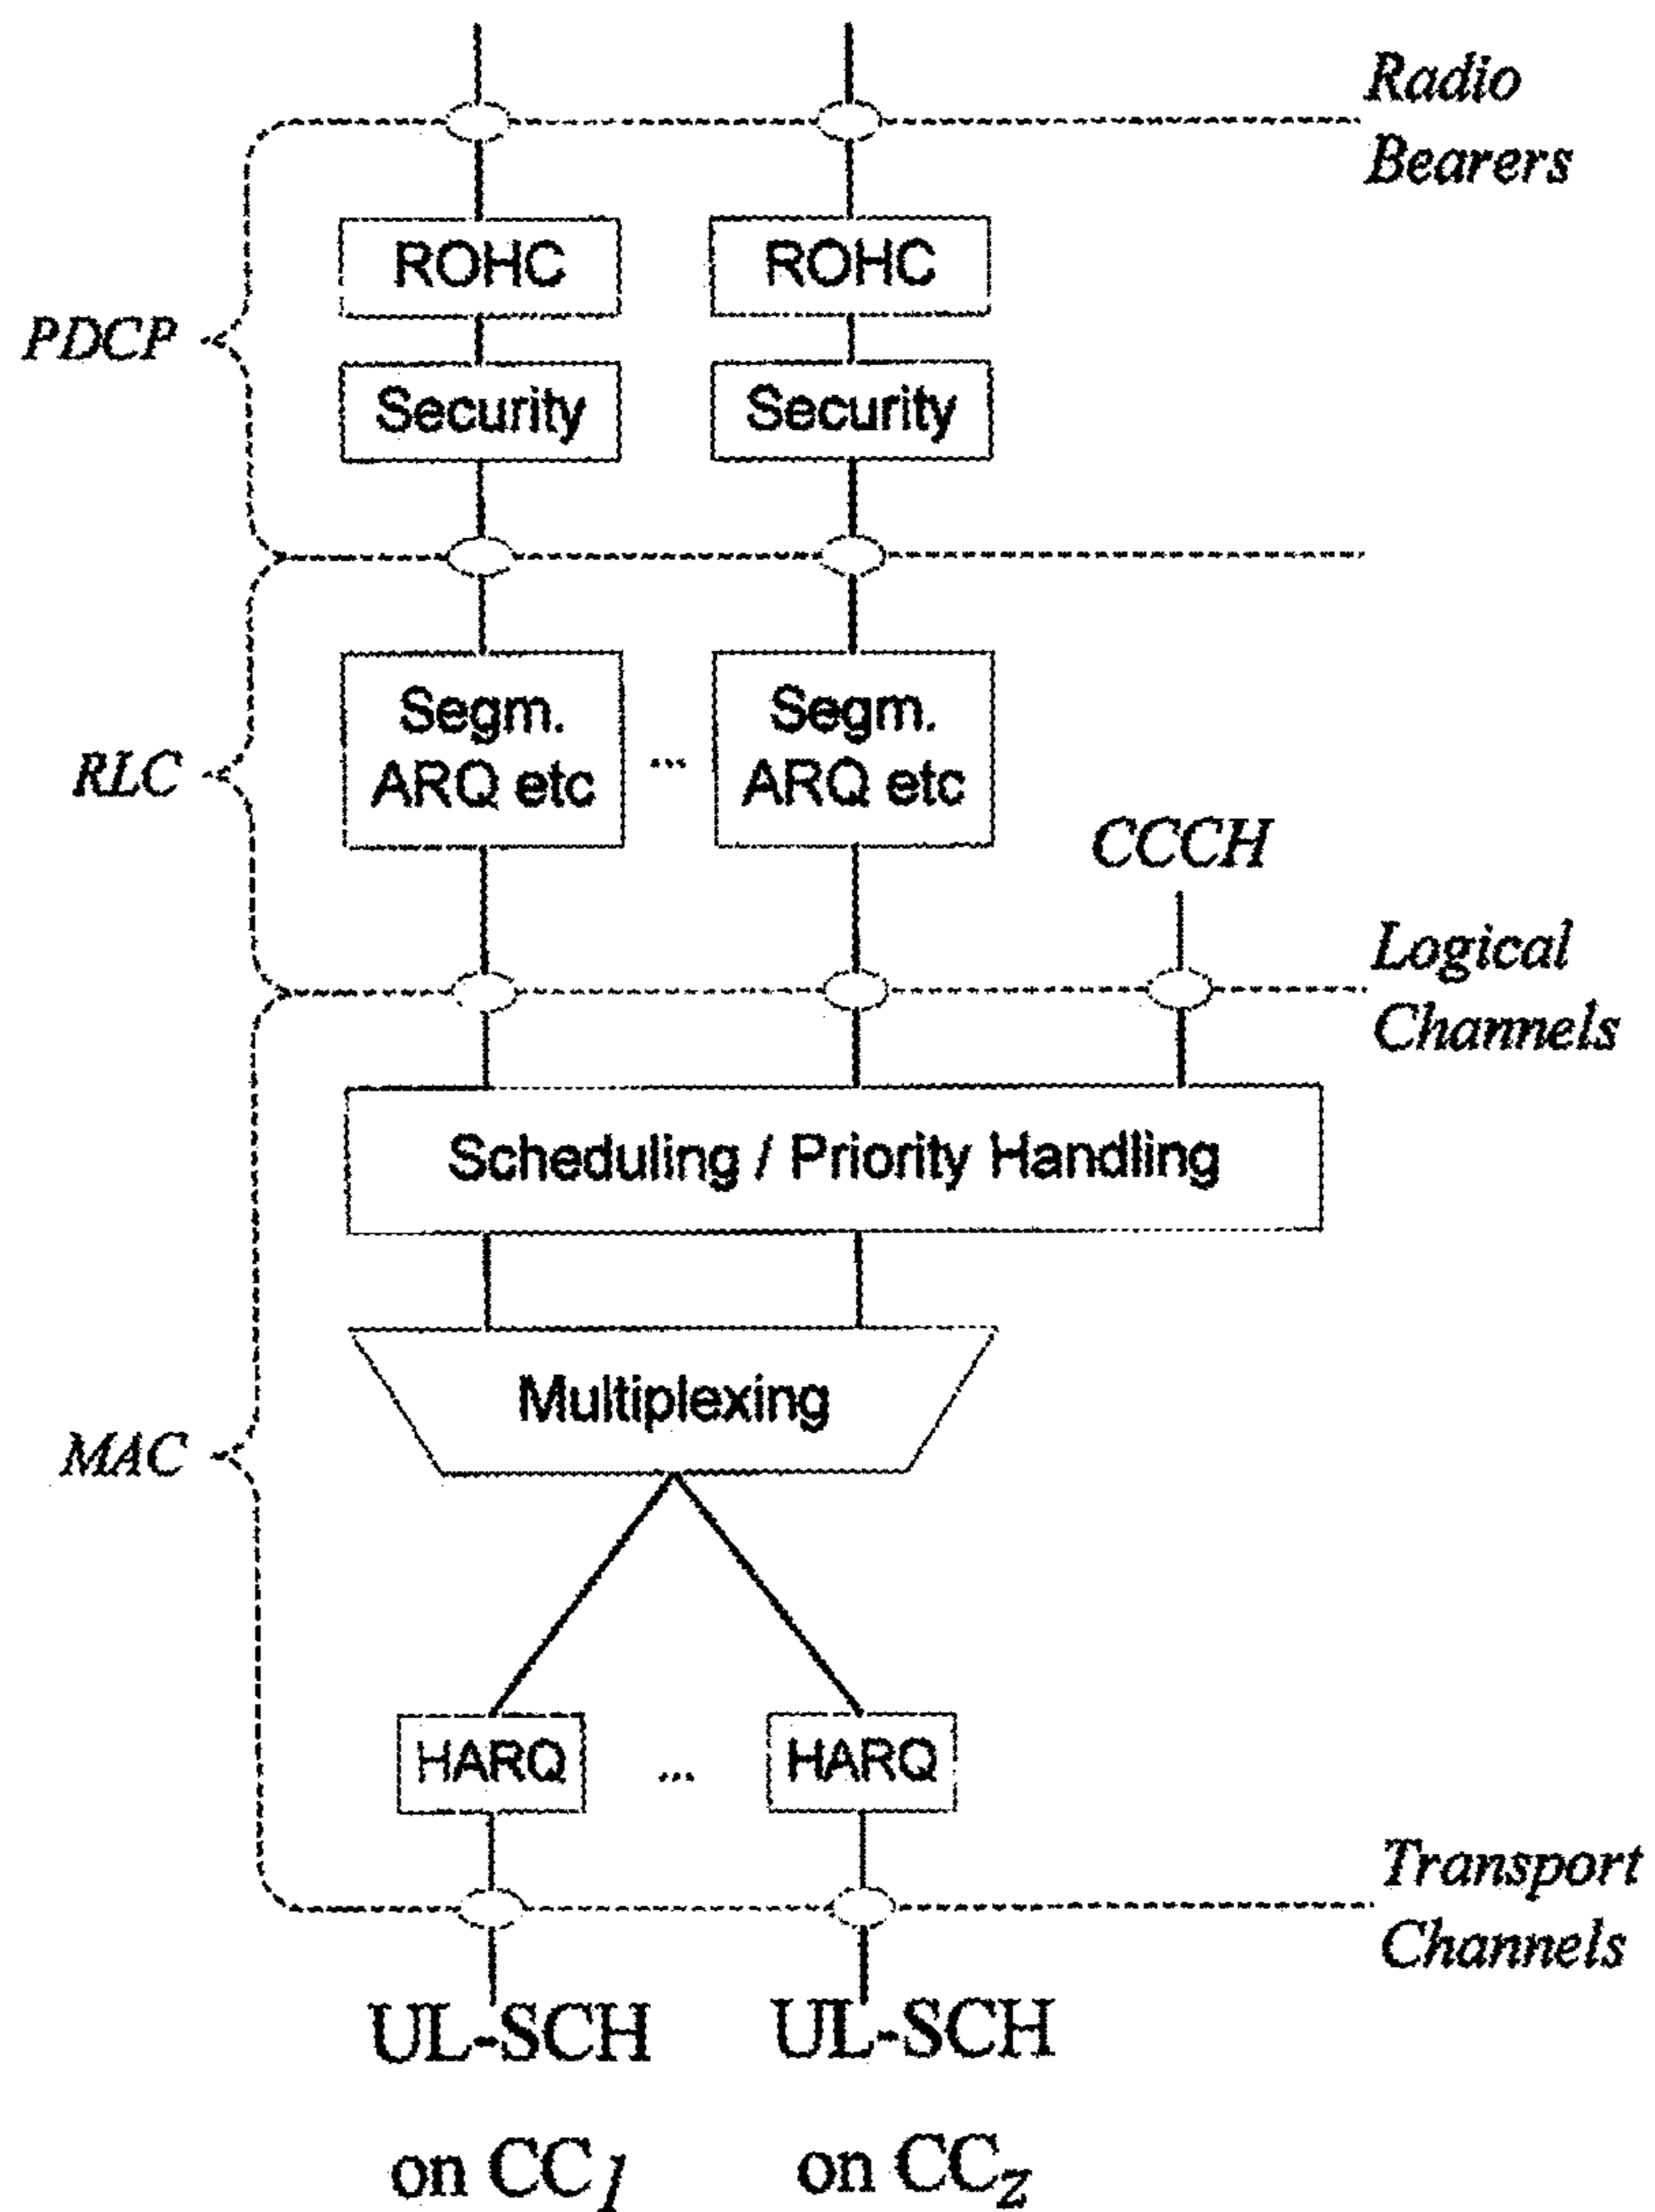 Radio
Bearers
ROHC
ROHC
PDCP
Security
Security
Segm.
ARQ etc
...
Segm.
ARQ etc
RLC
CCCH
Logical
Channels
Scheduling / Priority Handling
Multiplexing
MAC
HARQ
...
HARQ
Transport
Channels
UL-SCH
on CC1
UL-SCH
on CCz